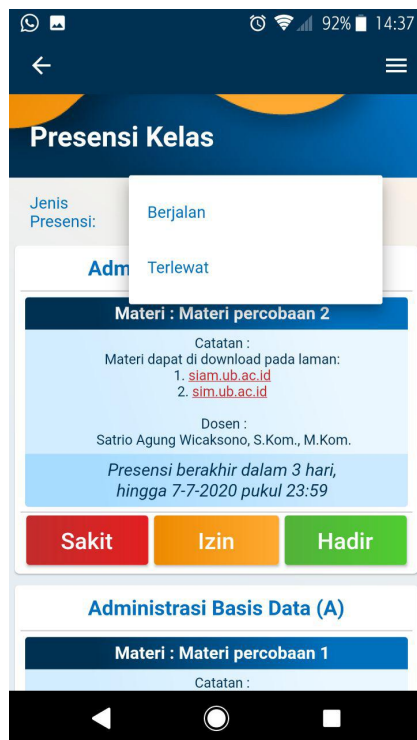 92% 14:37
Presensi Kelas
Jenis
Presensi:
Berjalan
Terlewat
Adm
Materi : Materi percobaan 2
Catatan :
Materi dapat di download pada laman:
1. siam.ub.ac.id
2. sim.ub.ac.id
Dosen :
Satrio Agung Wicaksono, S.Kom., M.Kom.
Presensi berakhir dalam 3 hari,
hingga 7-7-2020 pukul 23:59
Sakit Izin Hadir
Administrasi Basis Data (A)
Materi : Materi percobaan 1
Catatan :